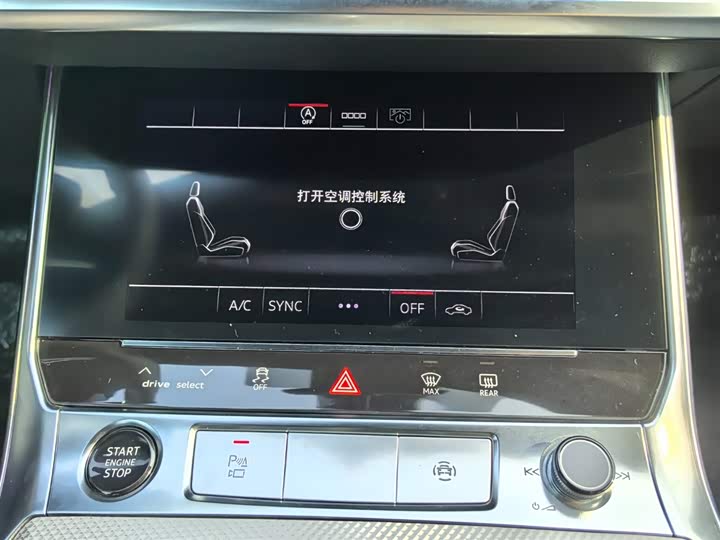 A
OFF
打开空调控制系统
A/C
SYNC
•••
OFF
drive select
OFF
MAX
REAR
START
ENGINE
STOP
P